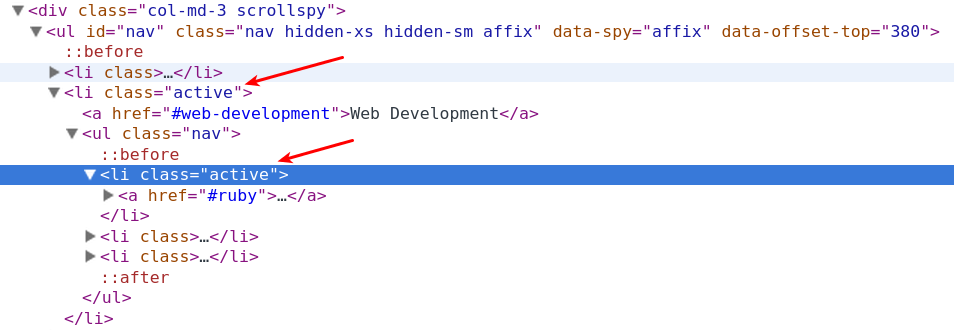 <div class="col-md-3 scrollspy">
<ul id="nav" class="nav hidden-xs hidden-sm affix" data-spy="affix" data-offset-top="380">
::before
<li class>…</li>
<li class="active">
<a href="#web-development">Web Development</a>
<ul class="nav">
::before
<li class="active">
<a href="#ruby">…</a>
</li>
<li class>…</li>
<li class>…</li>
::after
</ul>
</li>